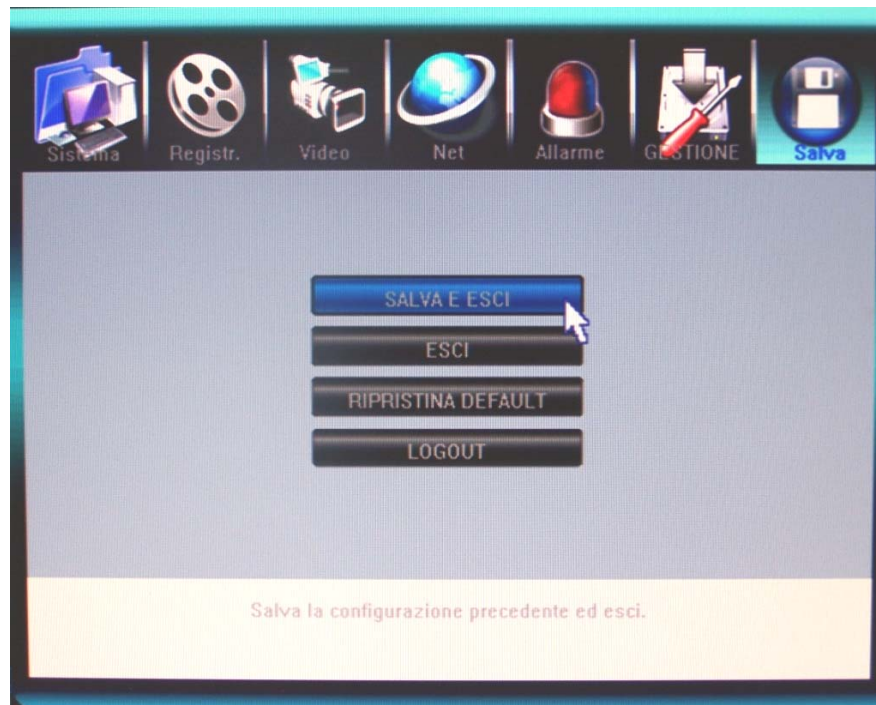 Sistema Registr. Video Net Allarme GESTIONE Salva
SALVA E ESCI
ESCI
RIPRISTINA DEFAULT
LOGOUT
Salva la configurazione precedente ed esci.